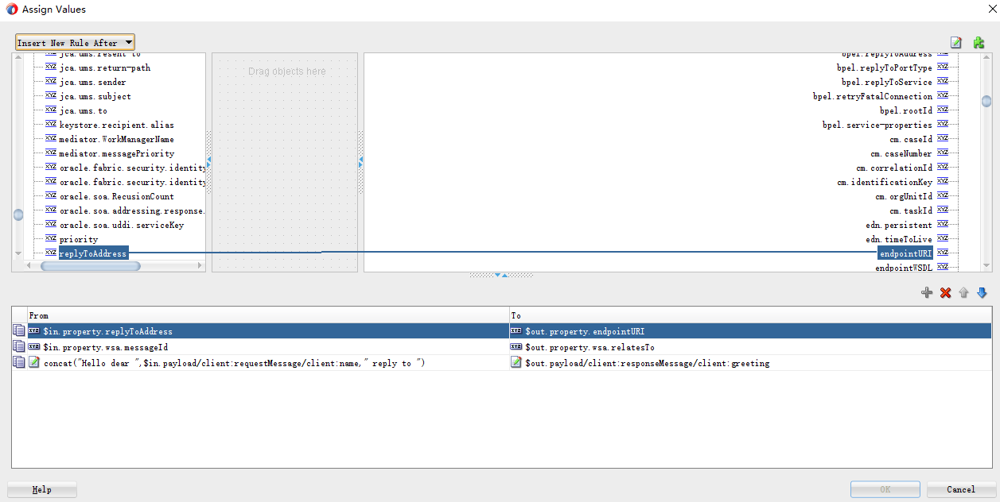 Assign Values
Insert New Rule After
jca.ums.resent-to
jca.ums.return-path
jca.ums.sender
jca.ums.subject
jca.ums.to
keystore.recipient.alias
mediator.WorkManagerName
mediator.messagePriority
oracle.fabric.security.identity
oracle.fabric.security.identity
oracle.soa.RecusionCount
oracle.soa.addressing.response.
oracle.soa.uddi.serviceKey
priority
replyToAddress
Drag objects here
bpel.replyToAddress
bpel.replyToPortType
bpel.replyToService
bpel.retryFatalConnection
bpel.rootId
bpel.service-properties
cm.caseId
cm.caseNumber
cm.correlationId
cm.identificationKey
cm.orgUnitId
cm.taskId
edn.persistent
edn.timeToLive
endpointURI
endpointWSDL
From To
$in.property.replyToAddress $out.property.endpointURI
$in.property.wsa.messageId $out.property.wsa.relatesTo
concat("Hello dear ",$in.payload/client:requestMessage/client:name," reply to ") $out.payload/client:responseMessage/client:greeting
Help OK Cancel